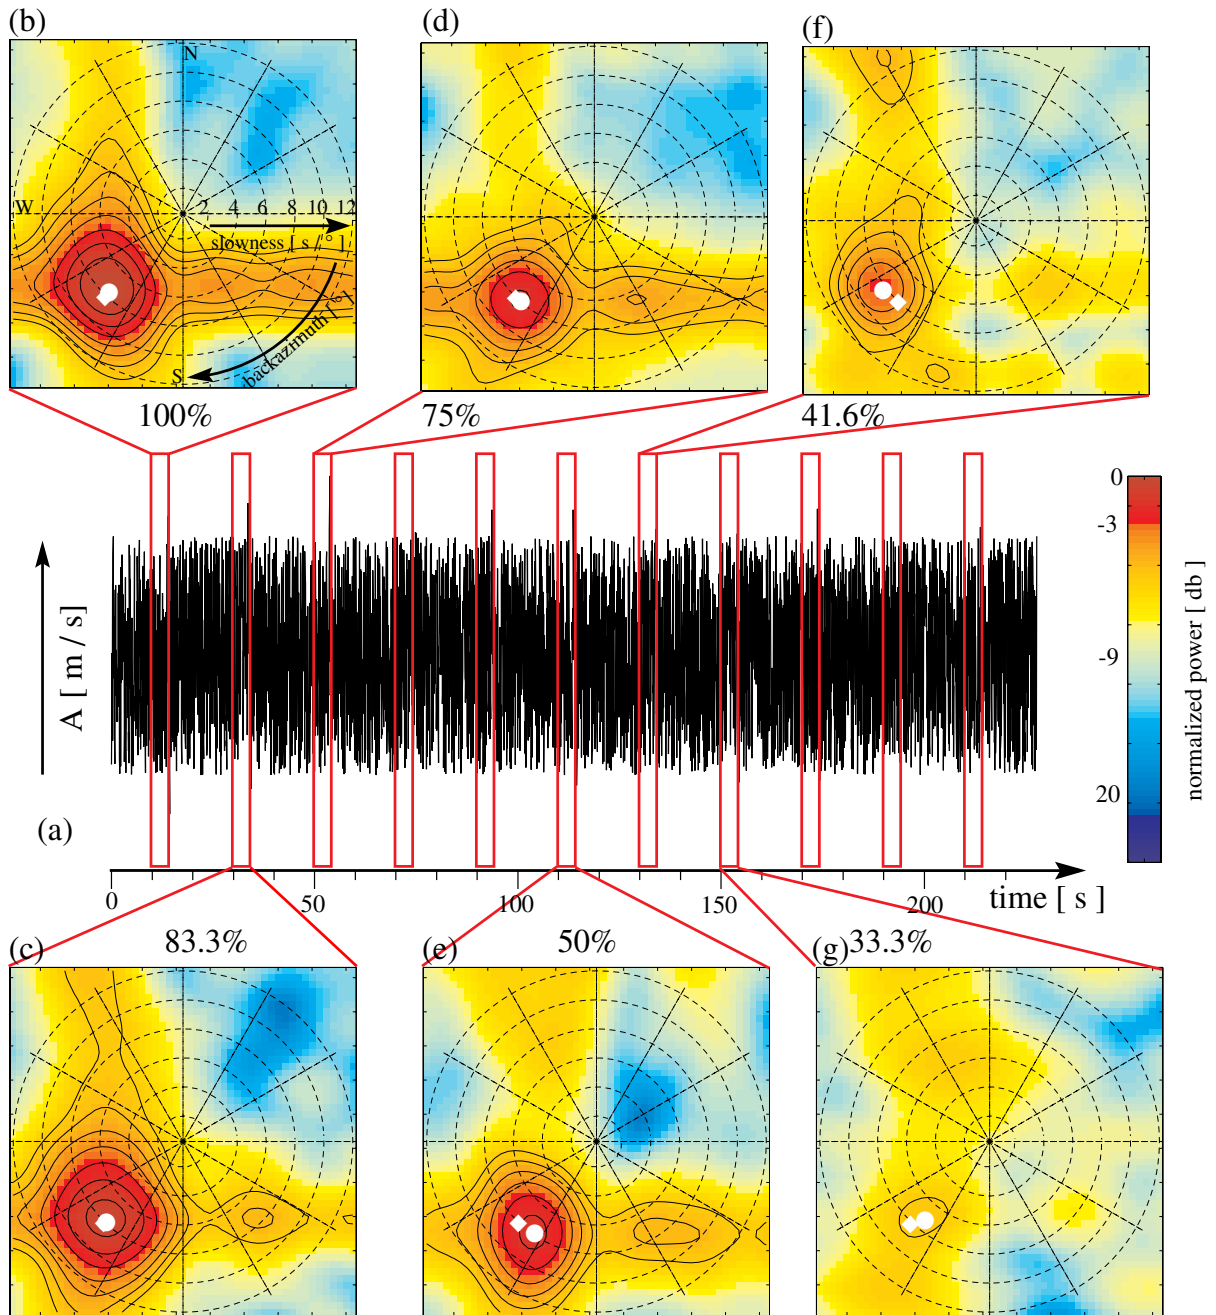 (b)
(d)
(f)
N
W
2 4 6 8 10 12
slowness [ s / ° ]
backazimuth [ ° ]
S
100%
75%
41.6%
A [ m / s ]
(a)
0
-3
-9
20
normalized power [ db ]
0 50 100 150 200
time [ s ]
(c)
83.3%
(e)
50%
(g)
33.3%